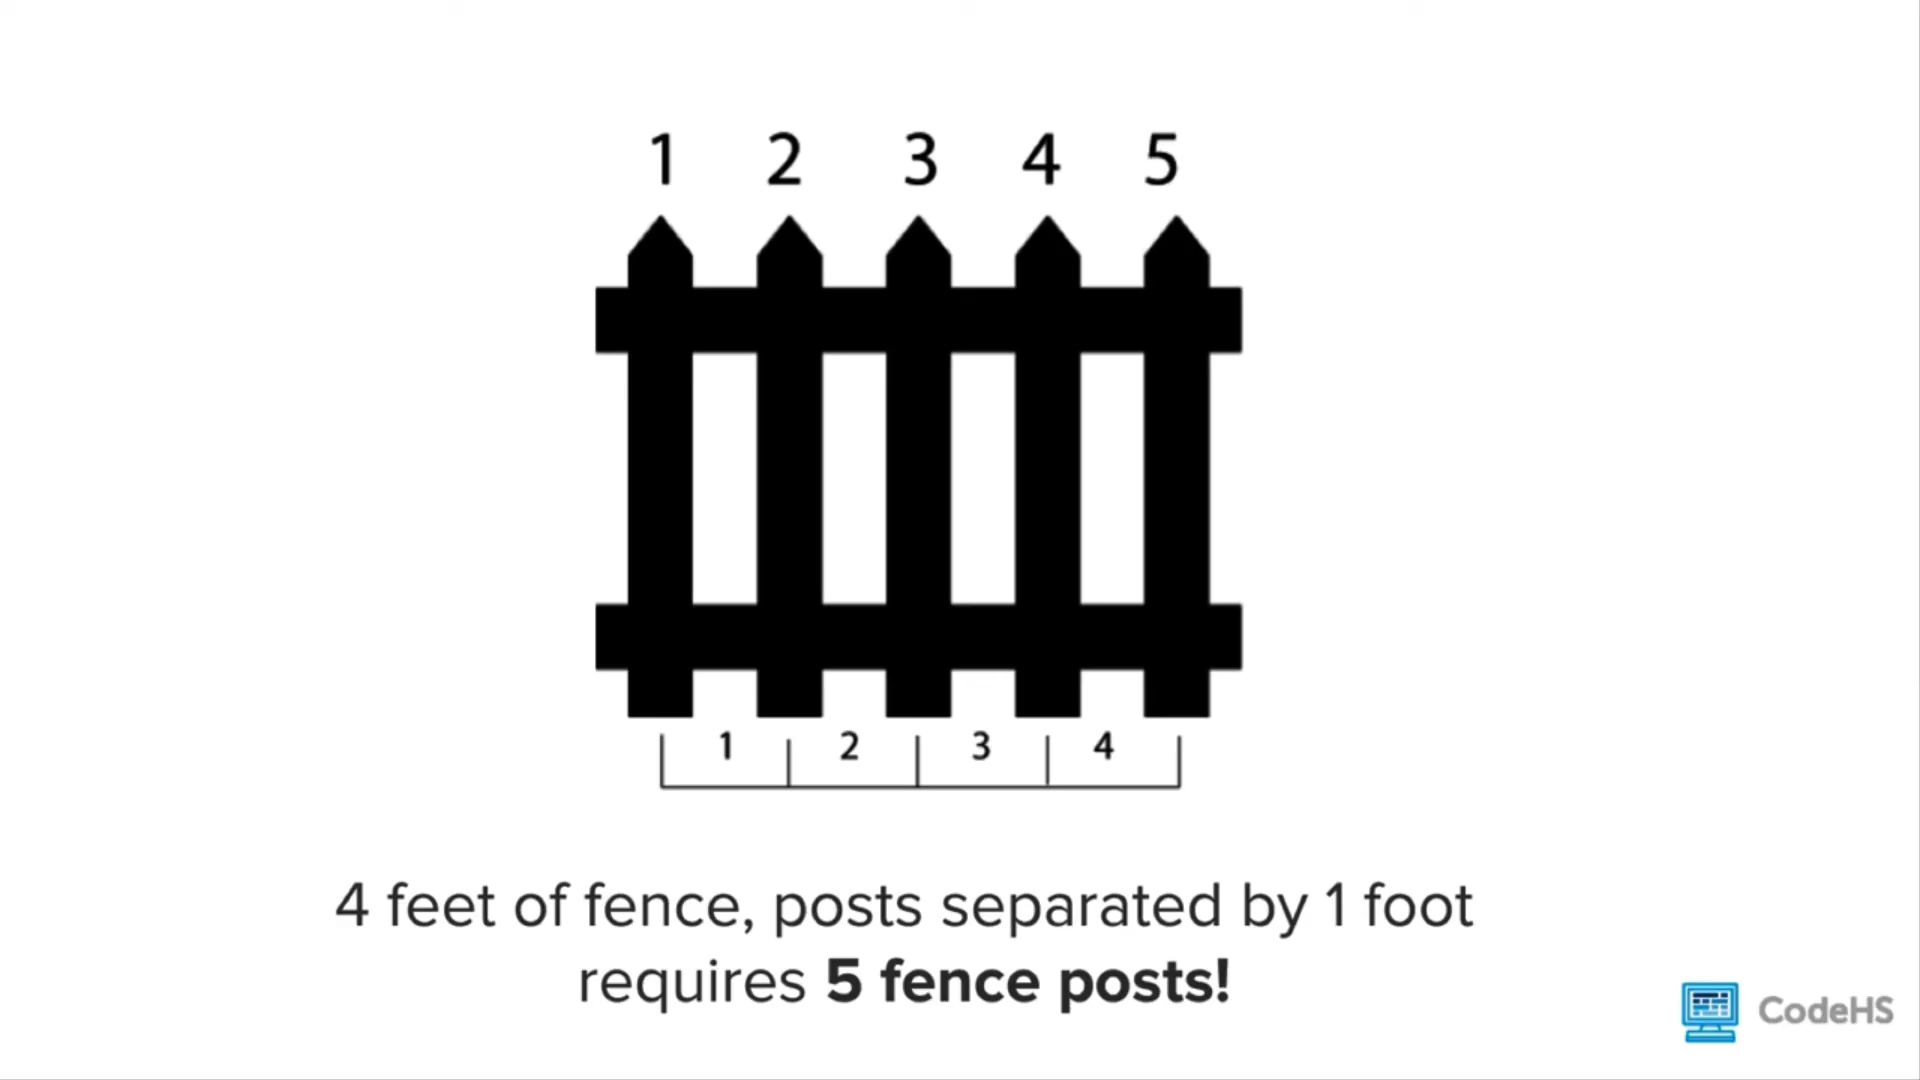 1 2 3 4 5
1 2 3 4
4 feet of fence, posts separated by 1 foot
requires 5 fence posts!
CodeHS